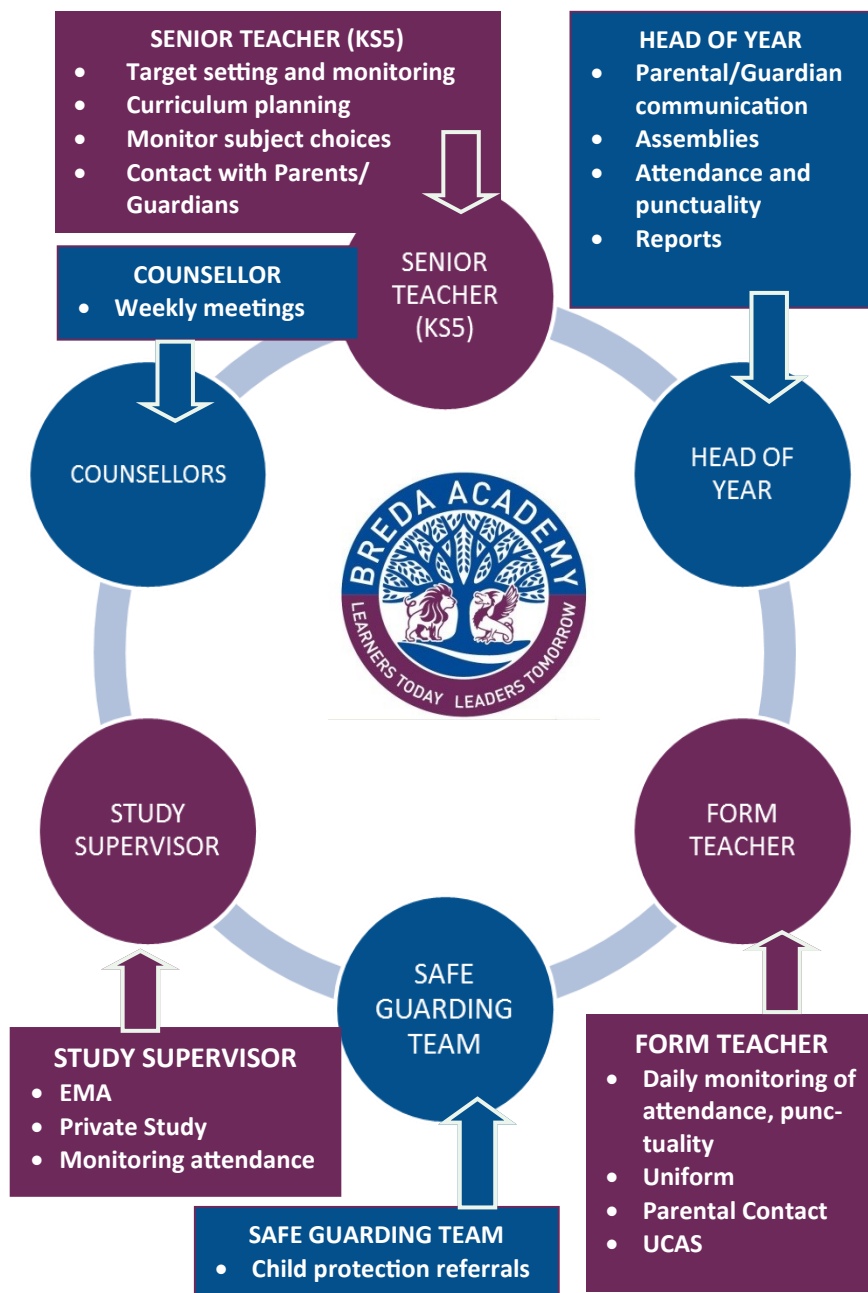 SENIOR TEACHER (KS5)
• Target setting and monitoring
• Curriculum planning
• Monitor subject choices
• Contact with Parents/
Guardians
HEAD OF YEAR
• Parental/Guardian
communication
• Assemblies
• Attendance and
punctuality
• Reports
COUNSELLOR
• Weekly meetings
SENIOR
TEACHER
(KS5)
COUNSELLORS
HEAD OF
YEAR
BREDA ACADEMY
LEARNERS TODAY LEADERS TOMORROW
STUDY
SUPERVISOR
FORM
TEACHER
SAFE
GUARDING
TEAM
STUDY SUPERVISOR
• EMA
• Private Study
• Monitoring attendance
FORM TEACHER
• Daily monitoring of
attendance, punc-
tuality
• Uniform
• Parental Contact
• UCAS
SAFE GUARDING TEAM
• Child protection referrals